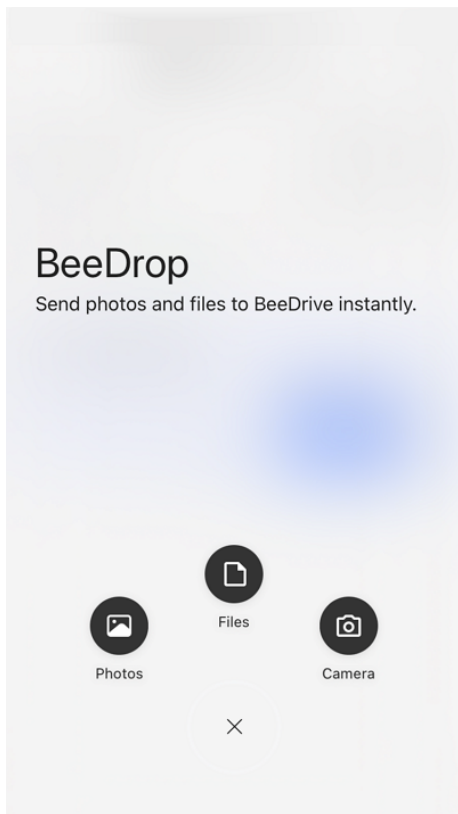 BeeDrop
Send photos and files to BeeDrive instantly.
Files
Photos
Camera